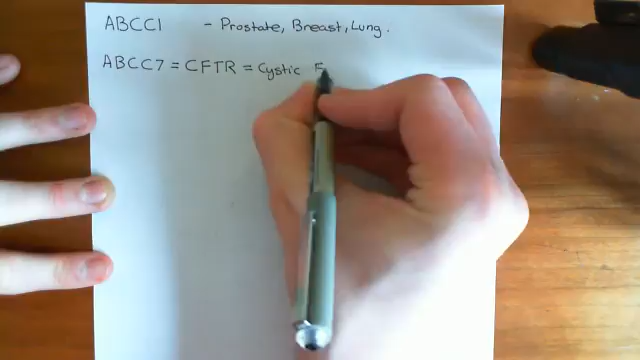 ABCC1 - Prostate, Breast, Lung.
ABCC7 = CFTR = Cystic F